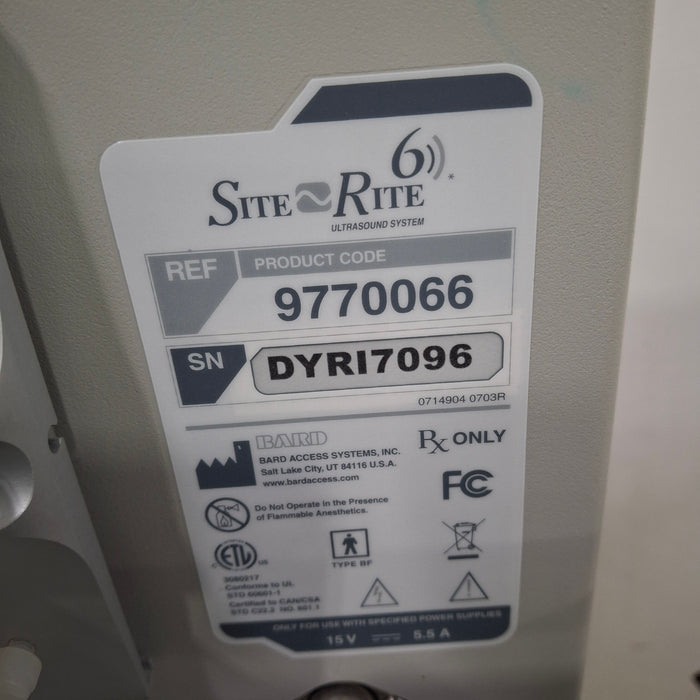 SITE~RITE 6 *
ULTRASOUND SYSTEM
REF PRODUCT CODE
9770066
SN DYRI7096
0714904 0703R
BARD
BARD ACCESS SYSTEMS, INC.
Salt Lake City, UT 84116 U.S.A.
www.bardaccess.com
Rx ONLY
FC
Do Not Operate in the Presence
of Flammable Anesthetics.
C ETL US
TYPE BF
3080217
Conforms to UL
STD 60601-1
Certified to CAN/CSA
STD C22.2 NO. 601.1
ONLY FOR USE WITH SPECIFIED POWER SUPPLIES
15 V 5.5 A